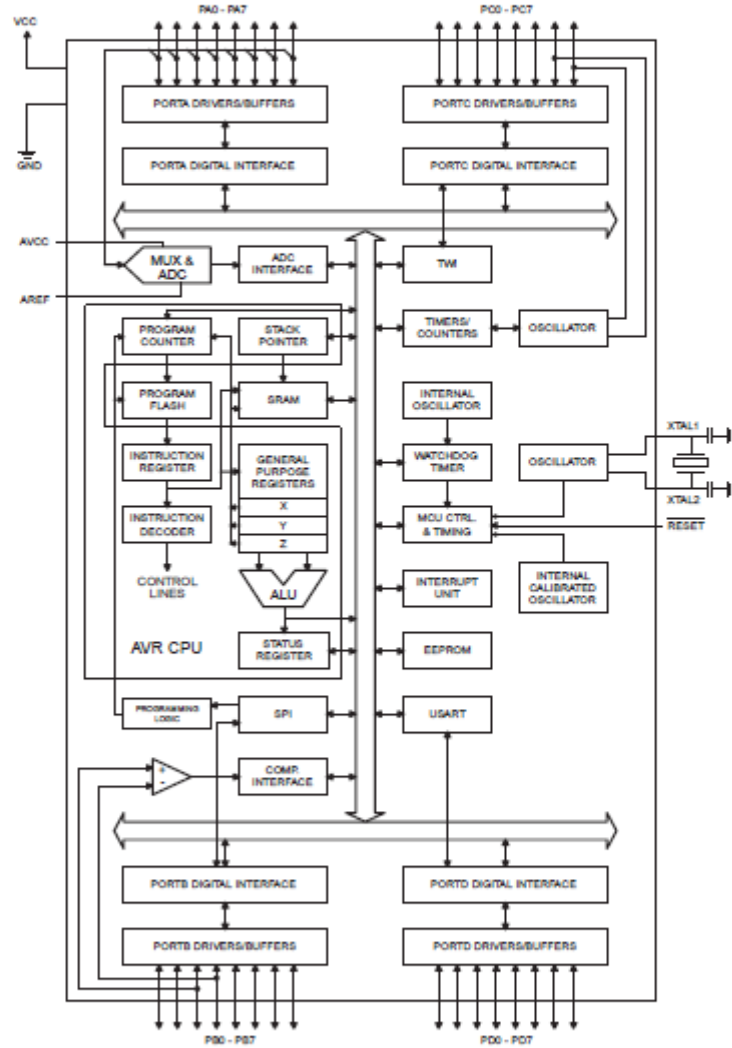 PA0 - PA7
PC0 - PC7
VCC
PORTA DRIVERS/BUFFERS
PORTC DRIVERS/BUFFERS
GND
PORTA DIGITAL INTERFACE
PORTC DIGITAL INTERFACE
AVCC
MUX &
ADC
ADC
INTERFACE
TWI
AREF
PROGRAM
COUNTER
STACK
POINTER
TIMERS/
COUNTERS
OSCILLATOR
PROGRAM
FLASH
SRAM
INTERNAL
OSCILLATOR
XTAL1
INSTRUCTION
REGISTER
GENERAL
PURPOSE
REGISTERS
WATCHDOG
TIMER
OSCILLATOR
XTAL2
X
INSTRUCTION
DECODER
Y
MCU CTRL.
& TIMING
RESET
Z
CONTROL
LINES
ALU
INTERRUPT
UNIT
INTERNAL
CALIBRATED
OSCILLATOR
AVR CPU
STATUS
REGISTER
EEPROM
PROGRAMMING
LOGIC
SPI
USART
+
-
COMP.
INTERFACE
PORTB DIGITAL INTERFACE
PORTD DIGITAL INTERFACE
PORTB DRIVERS/BUFFERS
PORTD DRIVERS/BUFFERS
PB0 - PB7
PD0 - PD7